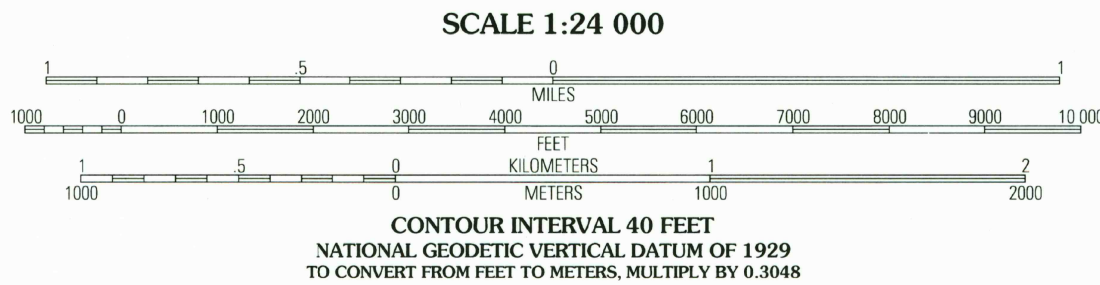 SCALE 1:24 000
1 .5 0 1
MILES
1000 0 1000 2000 3000 4000 5000 6000 7000 8000 9000 10 000
FEET
1 .5 0 KILOMETERS 1 2
1000 0 METERS 1000 2000
CONTOUR INTERVAL 40 FEET
NATIONAL GEODETIC VERTICAL DATUM OF 1929
TO CONVERT FROM FEET TO METERS, MULTIPLY BY 0.3048